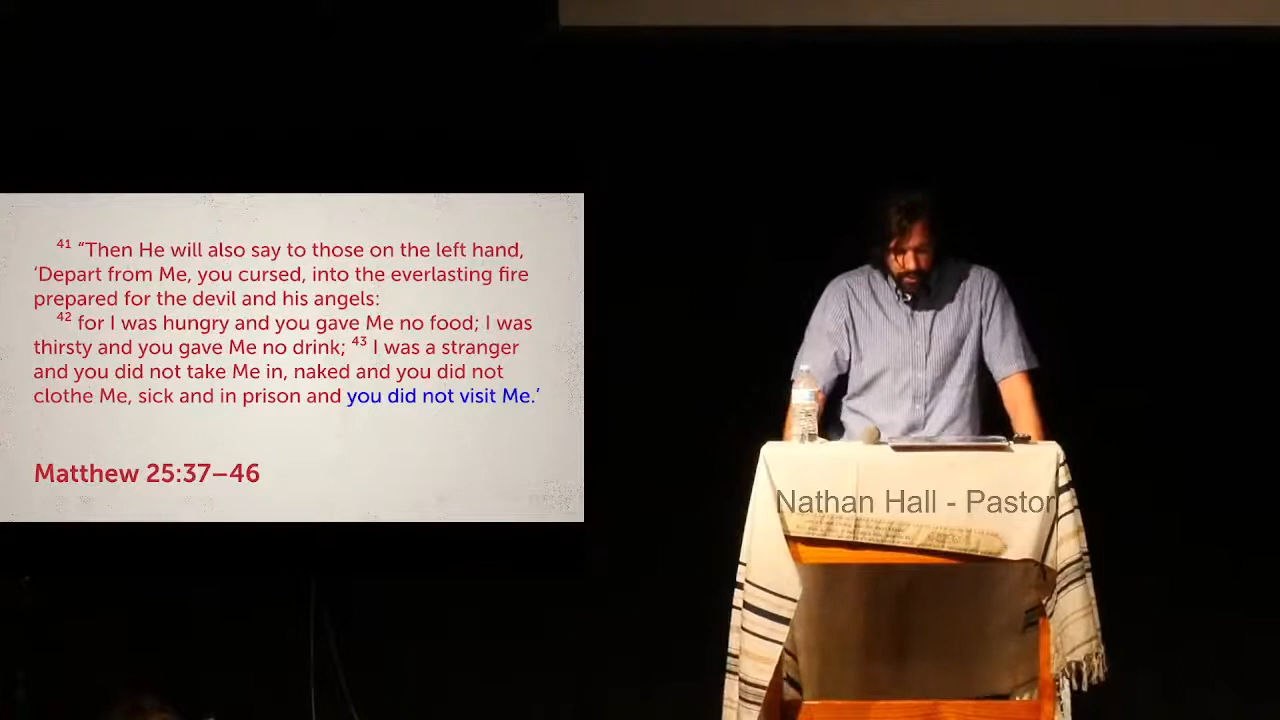 41 “Then He will also say to those on the left hand,
‘Depart from Me, you cursed, into the everlasting fire
prepared for the devil and his angels:
42 for I was hungry and you gave Me no food; I was
thirsty and you gave Me no drink; 43 I was a stranger
and you did not take Me in, naked and you did not
clothe Me, sick and in prison and you did not visit Me.’
Matthew 25:37–46
Nathan Hall - Pastor